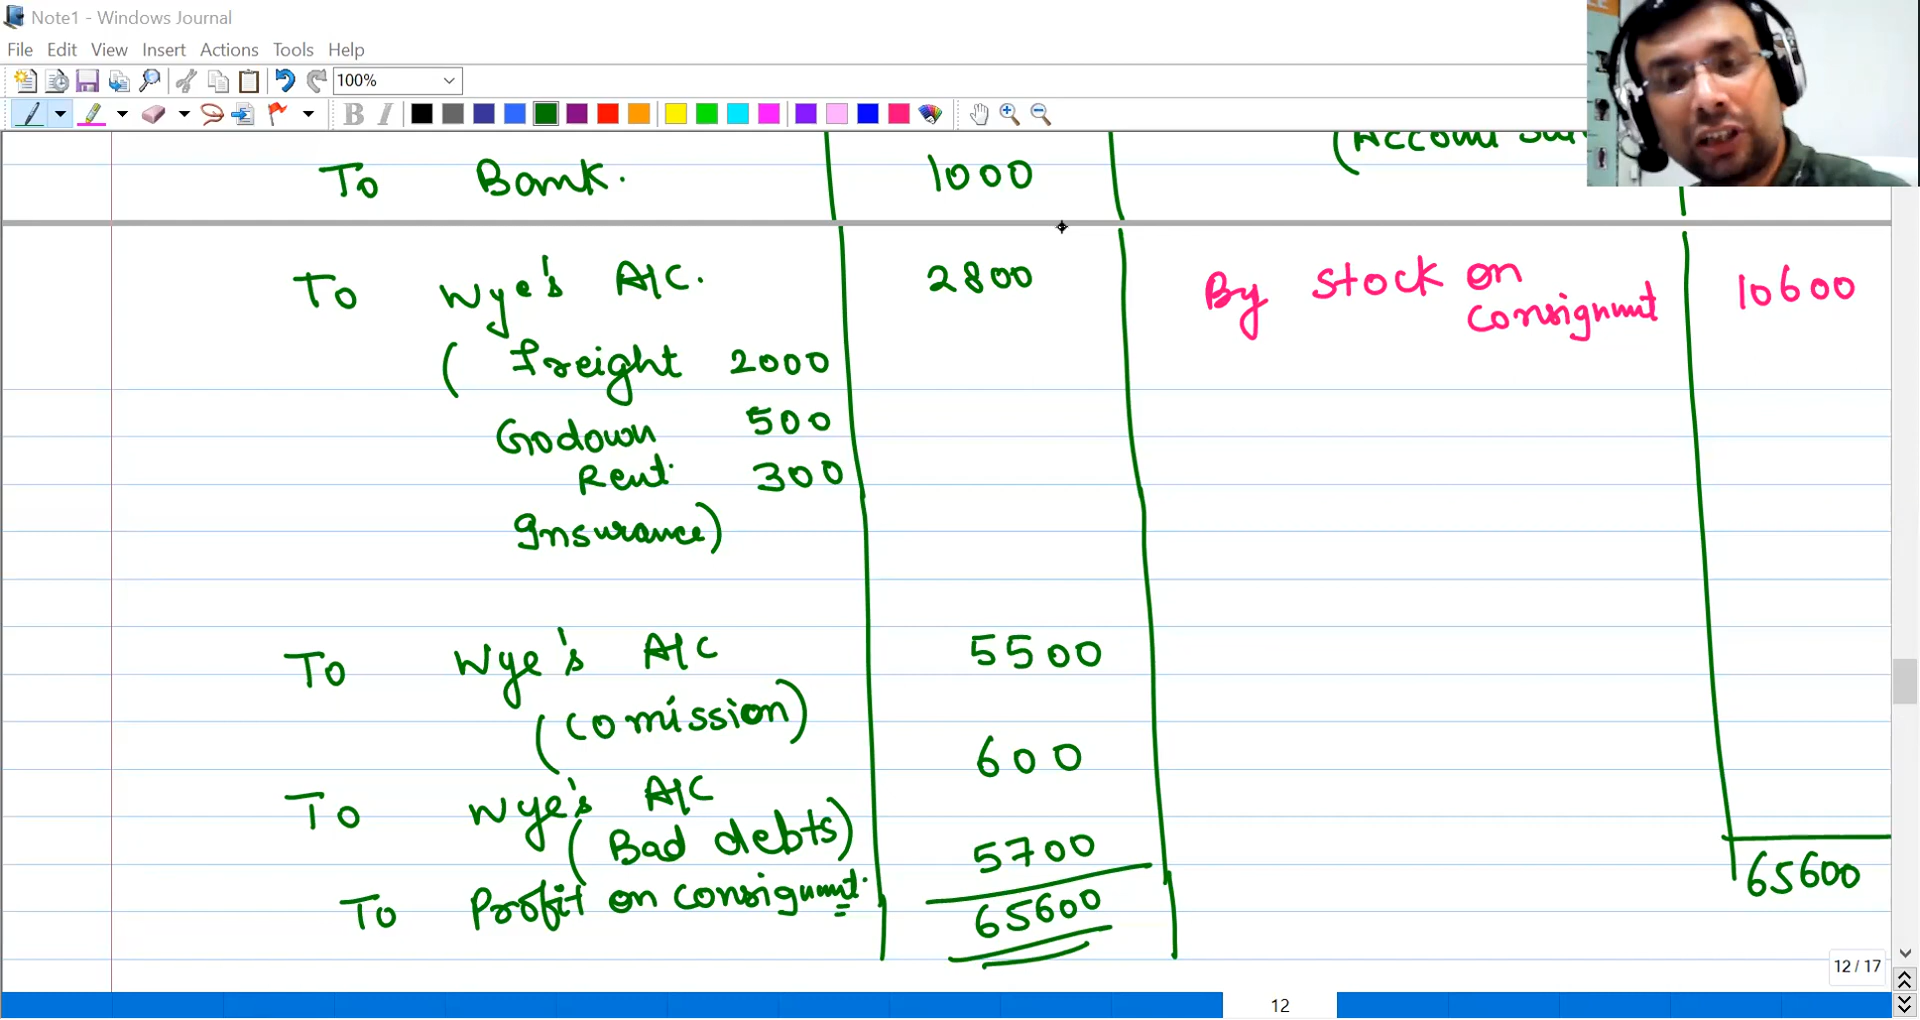 Note1 - Windows Journal
File Edit View Insert Actions Tools Help
100%
B I
To Bank. 1000
To Wye's A/C. 2800 By Stock on 10600
consignmt
( Freight 2000
Godown 500
Rent. 300
Insurance)
To Wye's A/C 5500
(Comission)
600
To Wye's A/C
( Bad debts)
5700
65600
To Profit on consignmt.
65600
12 / 17
12